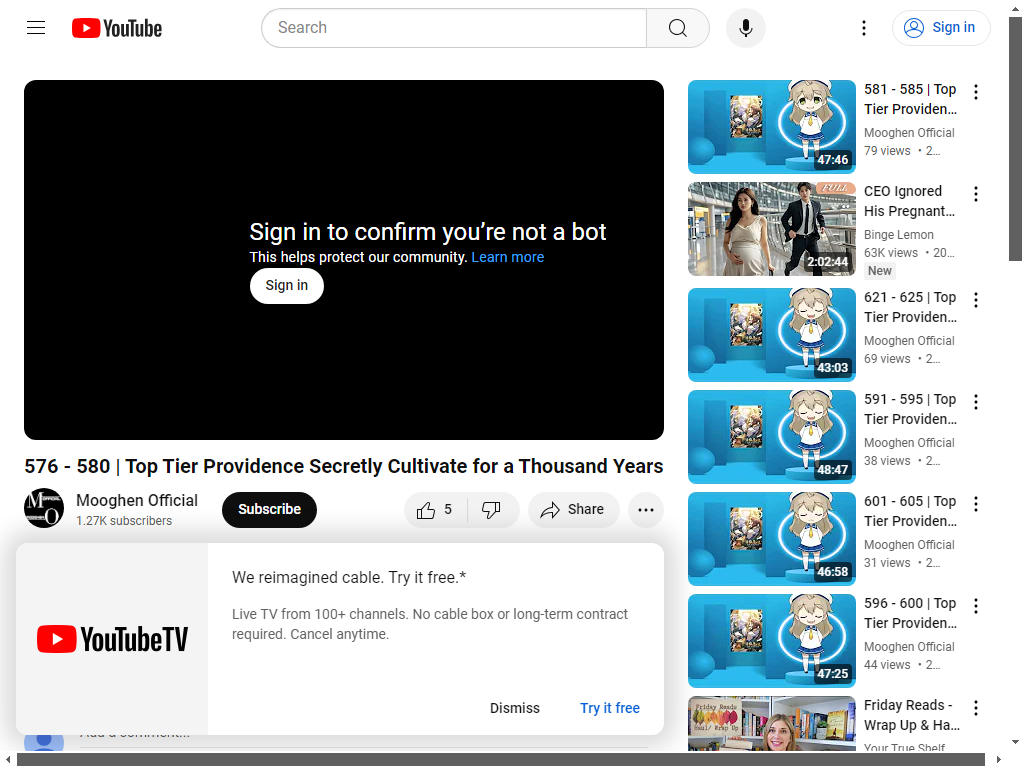 YouTube
Search
Sign in
Sign in to confirm you’re not a bot
This helps protect our community. Learn more
Sign in
576 - 580 | Top Tier Providence Secretly Cultivate for a Thousand Years
Mooghen Official
1.27K subscribers
Subscribe
5
Share
We reimagined cable. Try it free.*
Live TV from 100+ channels. No cable box or long-term contract
required. Cancel anytime.
YouTubeTV
Dismiss
Try it free
Add a comment...
47:46
581 - 585 | Top
Tier Providen…
Mooghen Official
79 views • 2…
FULL
2:02:44
CEO Ignored
His Pregnant…
Binge Lemon
63K views • 20…
New
43:03
621 - 625 | Top
Tier Providen…
Mooghen Official
69 views • 2…
48:47
591 - 595 | Top
Tier Providen…
Mooghen Official
38 views • 2…
46:58
601 - 605 | Top
Tier Providen…
Mooghen Official
31 views • 2…
47:25
596 - 600 | Top
Tier Providen…
Mooghen Official
44 views • 2…
Friday Reads
Haul/ Wrap Up
Friday Reads -
Wrap Up & Ha…
Your True Shelf